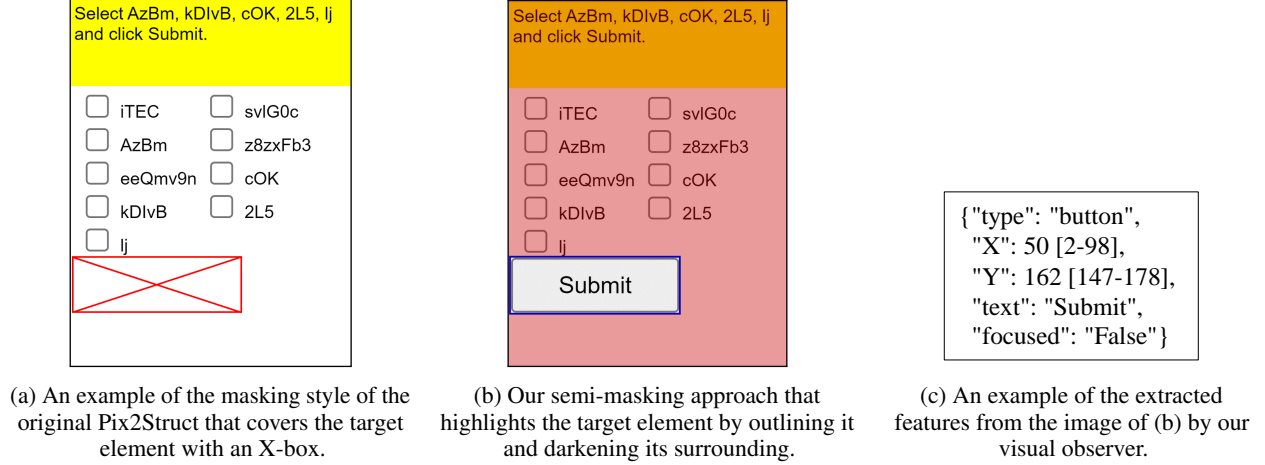 Select AzBm, kDIvB, cOK, 2L5, lj
and click Submit.
iTEC
svlG0c
AzBm
z8zxFb3
eeQmv9n
cOK
kDIvB
2L5
lj
Select AzBm, kDIvB, cOK, 2L5, lj
and click Submit.
iTEC
svlG0c
AzBm
z8zxFb3
eeQmv9n
cOK
kDIvB
2L5
lj
Submit
{"type": "button",
"X": 50 [2-98],
"Y": 162 [147-178],
"text": "Submit",
"focused": "False"}
(a) An example of the masking style of the
original Pix2Struct that covers the target
element with an X-box.
(b) Our semi-masking approach that
highlights the target element by outlining it
and darkening its surrounding.
(c) An example of the extracted
features from the image of (b) by our
visual observer.